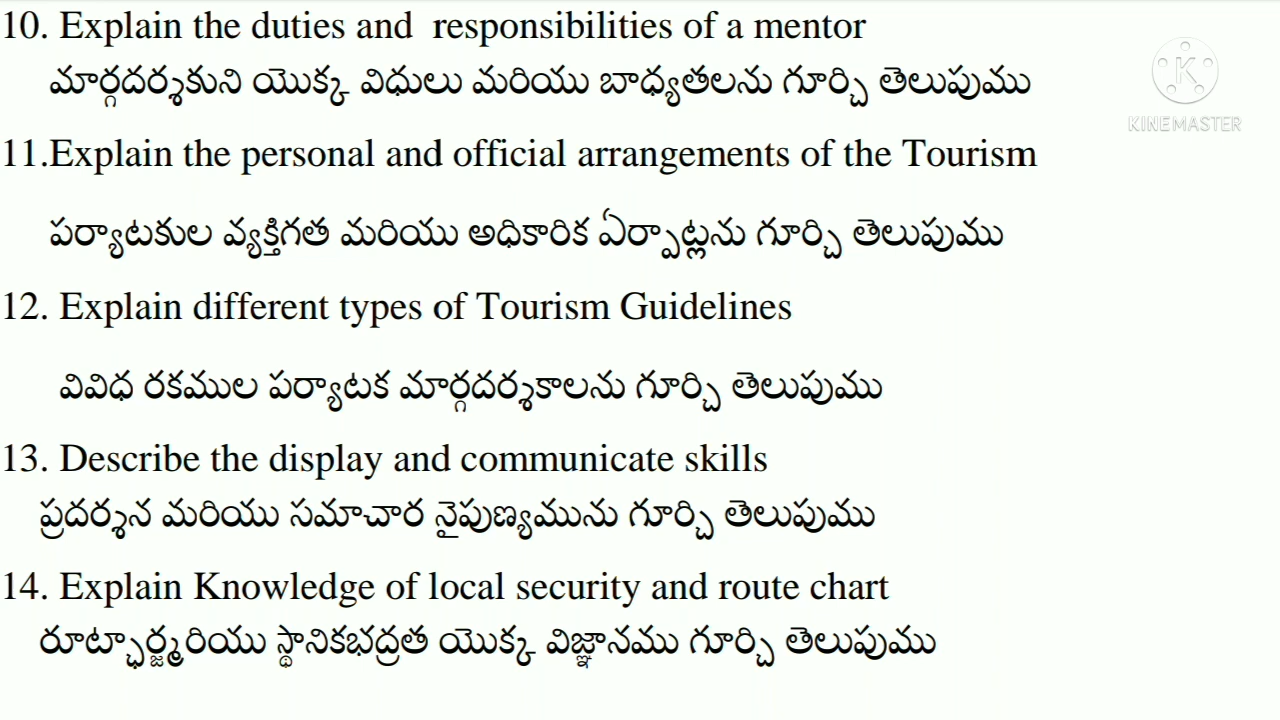 10. Explain the duties and  responsibilities of a mentor
మార్గదర్శకుని యొక్క విధులు మరియు బాధ్యతలను గూర్చి తెలుపుము
K
KINEMASTER
11.Explain the personal and official arrangements of the Tourism
పర్యాటకుల వ్యక్తిగత మరియు అధికారిక ఏర్పాట్లను గూర్చి తెలుపుము
12. Explain different types of Tourism Guidelines
వివిధ రకముల పర్యాటక మార్గదర్శకాలను గూర్చి తెలుపుము
13. Describe the display and communicate skills
ప్రదర్శన మరియు సమాచార నైపుణ్యమును గూర్చి తెలుపుము
14. Explain Knowledge of local security and route chart
రూట్ఛార్జ్మరియు స్థానికభద్రత యొక్క విజ్ఞానము గూర్చి తెలుపుము